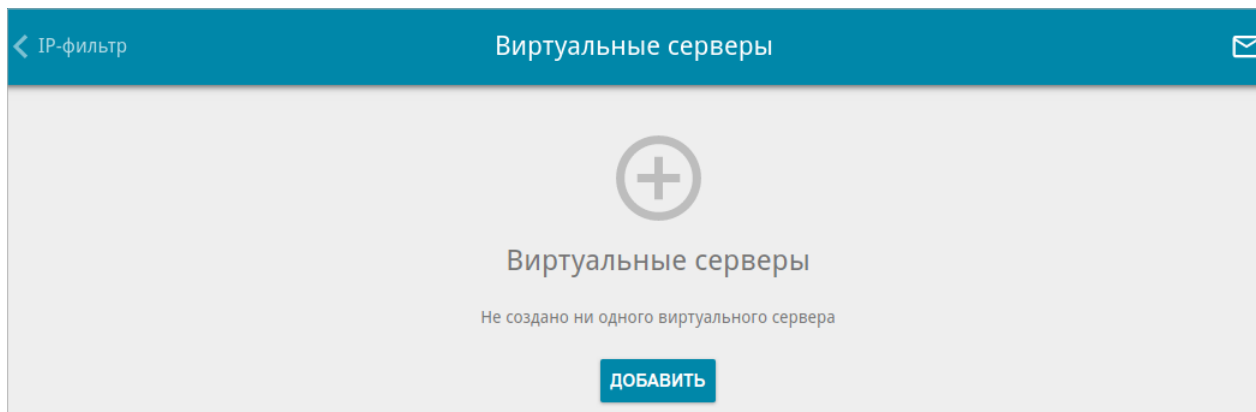 IP-фильтр
Виртуальные серверы
Виртуальные серверы
Не создано ни одного виртуального сервера
ДОБАВИТЬ